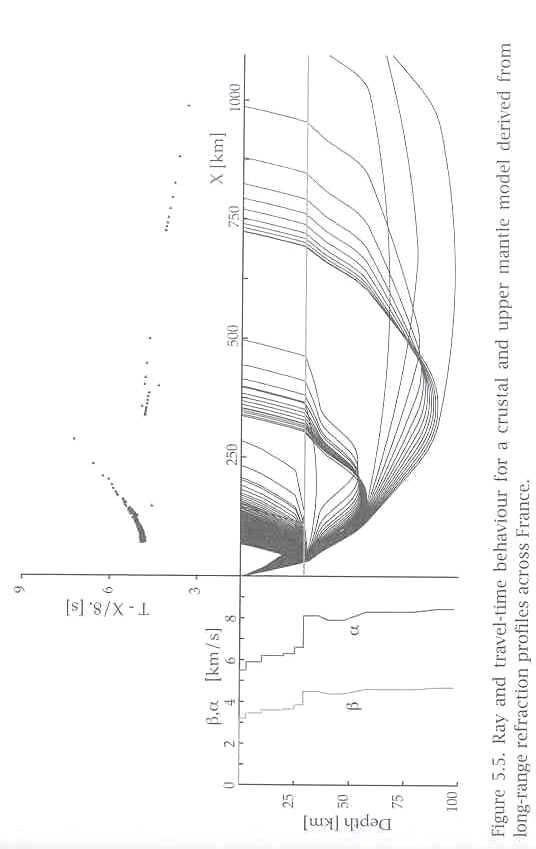 9
6
3
T - X/8. [s]
250
500
750
1000
X [km]
β,α [km/s]
0
2
4
6
8
α
β
25
50
75
100
Depth [km]
Figure 5.5. Ray and travel-time behaviour for a crustal and upper mantle model derived from
long-range refraction profiles across France.